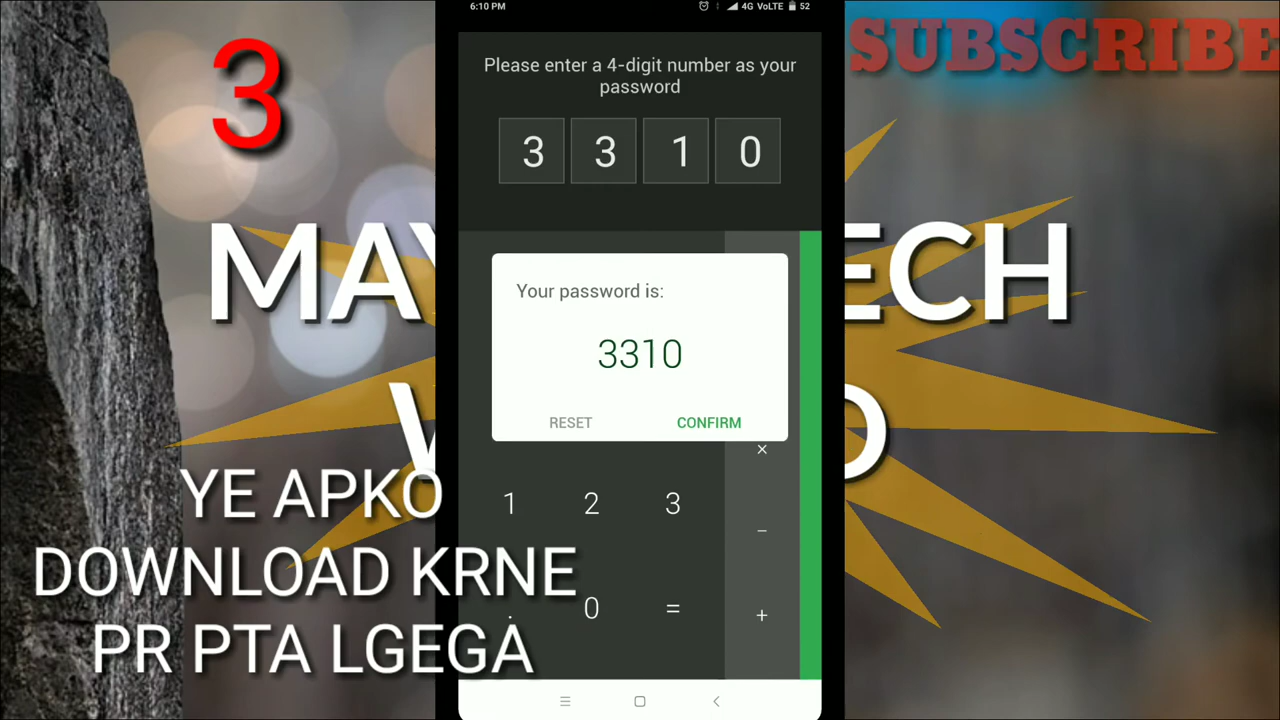 6:10 PM
4G VoLTE 52
Please enter a 4-digit number as your
password
3 3 1 0
3
SUBSCRIBE
Your password is:
3310
RESET CONFIRM
×
1 2 3 −
. 0 = +
YE APKO
DOWNLOAD KRNE
PR PTA LGEGA